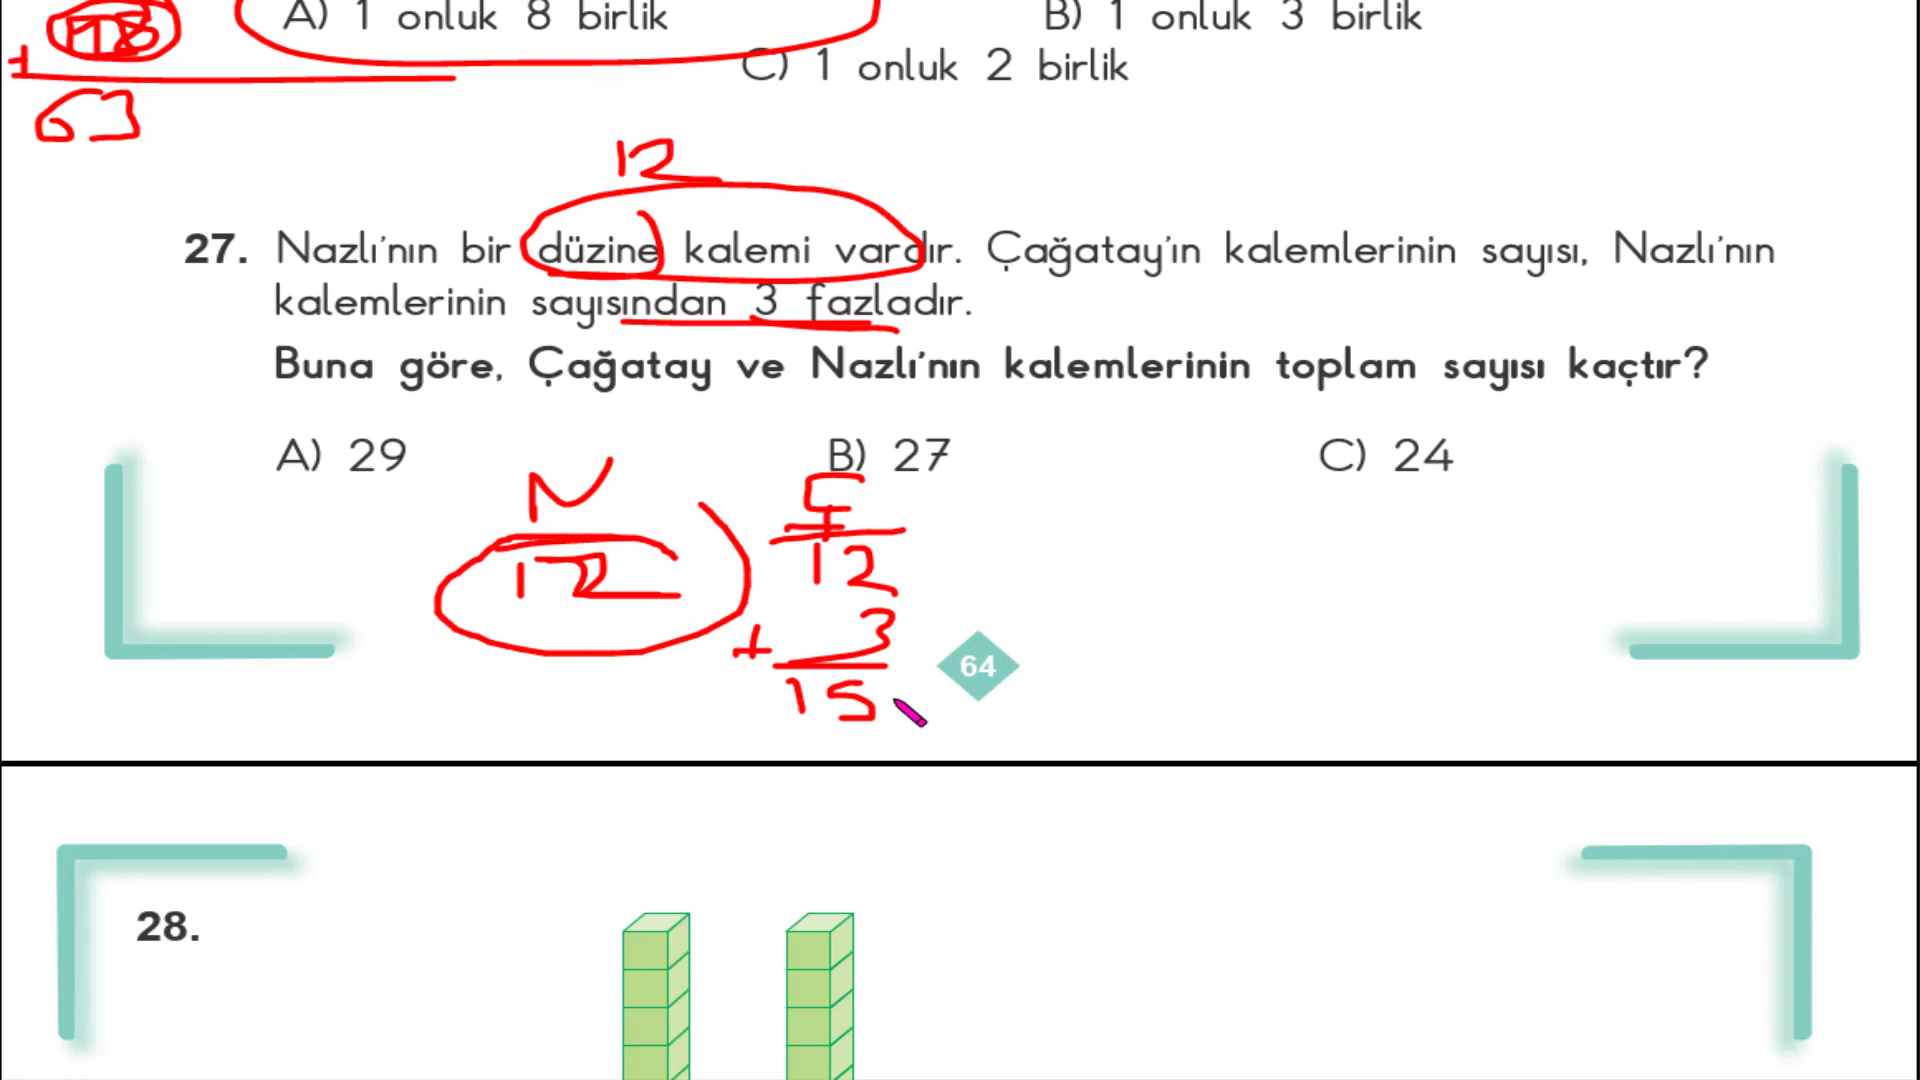 A) 1 onluk 8 birlik
B) 1 onluk 3 birlik
18
+
C) 1 onluk 2 birlik
63
12
27. Nazlı'nın bir düzine kalemi vardır. Çağatay'ın kalemlerinin sayısı, Nazlı'nın
kalemlerinin sayısından 3 fazladır.
Buna göre, Çağatay ve Nazlı'nın kalemlerinin toplam sayısı kaçtır?
A) 29
B) 27
C) 24
N
Ç
12
12
3
+
64
15
28.